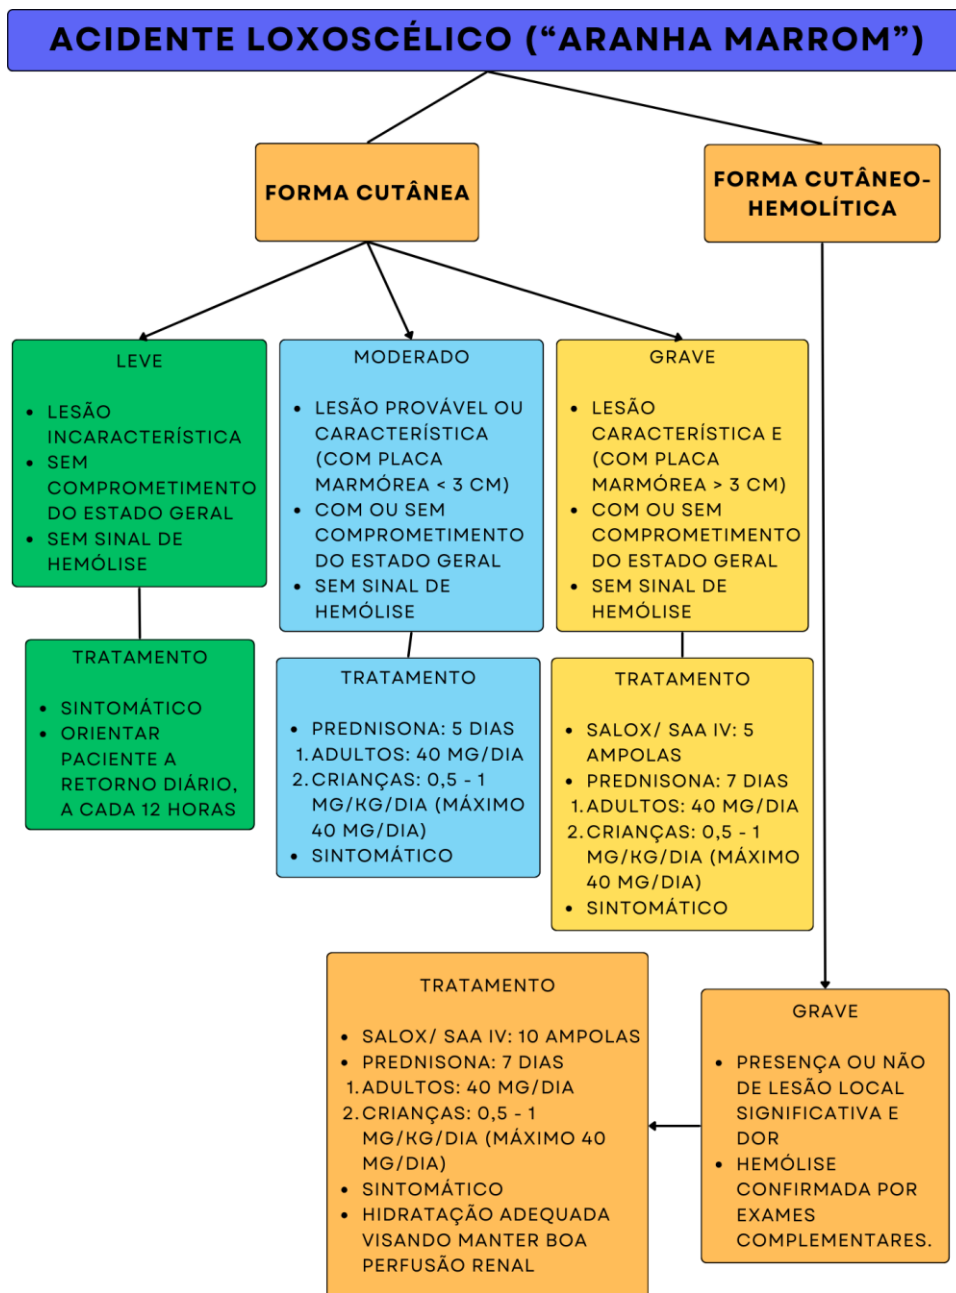 ACIDENTE LOXOSCÉLICO (“ARANHA MARROM”)
FORMA CUTÂNEA
FORMA CUTÂNEO-
HEMOLÍTICA
LEVE
• LESÃO
INCARACTERÍSTICA
• SEM
COMPROMETIMENTO
DO ESTADO GERAL
• SEM SINAL DE
HEMÓLISE
TRATAMENTO
• SINTOMÁTICO
• ORIENTAR
PACIENTE A
RETORNO DIÁRIO,
A CADA 12 HORAS
MODERADO
• LESÃO PROVÁVEL OU
CARACTERÍSTICA
(COM PLACA
MARMÓREA < 3 CM)
• COM OU SEM
COMPROMETIMENTO
DO ESTADO GERAL
• SEM SINAL DE
HEMÓLISE
TRATAMENTO
• PREDNISONA: 5 DIAS
1. ADULTOS: 40 MG/DIA
2. CRIANÇAS: 0,5 - 1
MG/KG/DIA (MÁXIMO
40 MG/DIA)
• SINTOMÁTICO
GRAVE
• LESÃO
CARACTERÍSTICA E
(COM PLACA
MARMÓREA > 3 CM)
• COM OU SEM
COMPROMETIMENTO
DO ESTADO GERAL
• SEM SINAL DE
HEMÓLISE
TRATAMENTO
• SALOX/ SAA IV: 5
AMPOLAS
• PREDNISONA: 7 DIAS
1. ADULTOS: 40 MG/DIA
2. CRIANÇAS: 0,5 - 1
MG/KG/DIA (MÁXIMO
40 MG/DIA)
• SINTOMÁTICO
GRAVE
• PRESENÇA OU NÃO
DE LESÃO LOCAL
SIGNIFICATIVA E
DOR
• HEMÓLISE
CONFIRMADA POR
EXAMES
COMPLEMENTARES.
TRATAMENTO
• SALOX/ SAA IV: 10 AMPOLAS
• PREDNISONA: 7 DIAS
1. ADULTOS: 40 MG/DIA
2. CRIANÇAS: 0,5 - 1
MG/KG/DIA (MÁXIMO 40
MG/DIA)
• SINTOMÁTICO
• HIDRATAÇÃO ADEQUADA
VISANDO MANTER BOA
PERFUSÃO RENAL